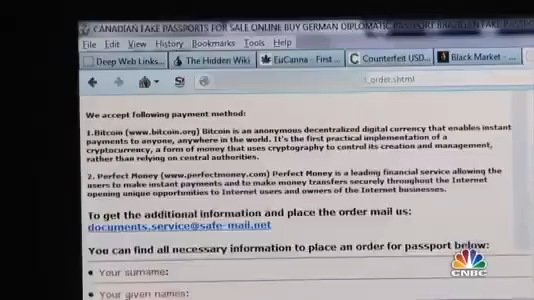 CANADIAN FAKE PASSPORTS FOR SALE ONLINE BUY GERMAN DIPLOMATIC PASSPORT BRAZILIAN FAKE
File Edit View History Bookmarks Tools Help
Deep Web Links... The Hidden Wiki EuCanna - First ... Counterfeit USD... Black Market - ...
_order.shtml
We accept following payment method:
1.Bitcoin (www.bitcoin.org) Bitcoin is an anonymous decentralized digital currency that enables instant
payments to anyone, anywhere in the world. It's the first practical implementation of a
cryptocurrency, a form of money that uses cryptography to control its creation and management,
rather than relying on central authorities.
2. Perfect Money (www.perfectmoney.com) Perfect Money is a leading financial service allowing the
users to make instant payments and to make money transfers securely throughout the Internet
opening unique opportunities to Internet users and owners of the Internet businesses.
To get the additional information and place the order mail us:
documents.service@safe-mail.net
You can find all necessary information to place an order for passport below:
• Your surname:
• Your given names:
CNBC